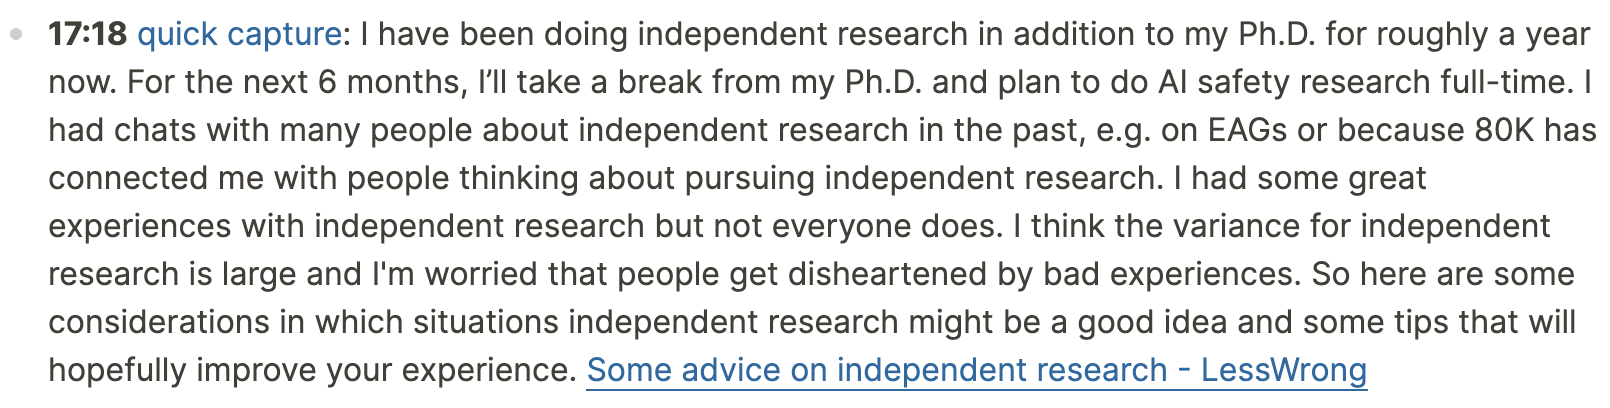 17:18 quick capture: I have been doing independent research in addition to my Ph.D. for roughly a year
now. For the next 6 months, I’ll take a break from my Ph.D. and plan to do AI safety research full-time. I
had chats with many people about independent research in the past, e.g. on EAGs or because 80K has
connected me with people thinking about pursuing independent research. I had some great
experiences with independent research but not everyone does. I think the variance for independent
research is large and I'm worried that people get disheartened by bad experiences. So here are some
considerations in which situations independent research might be a good idea and some tips that will
hopefully improve your experience. Some advice on independent research - LessWrong